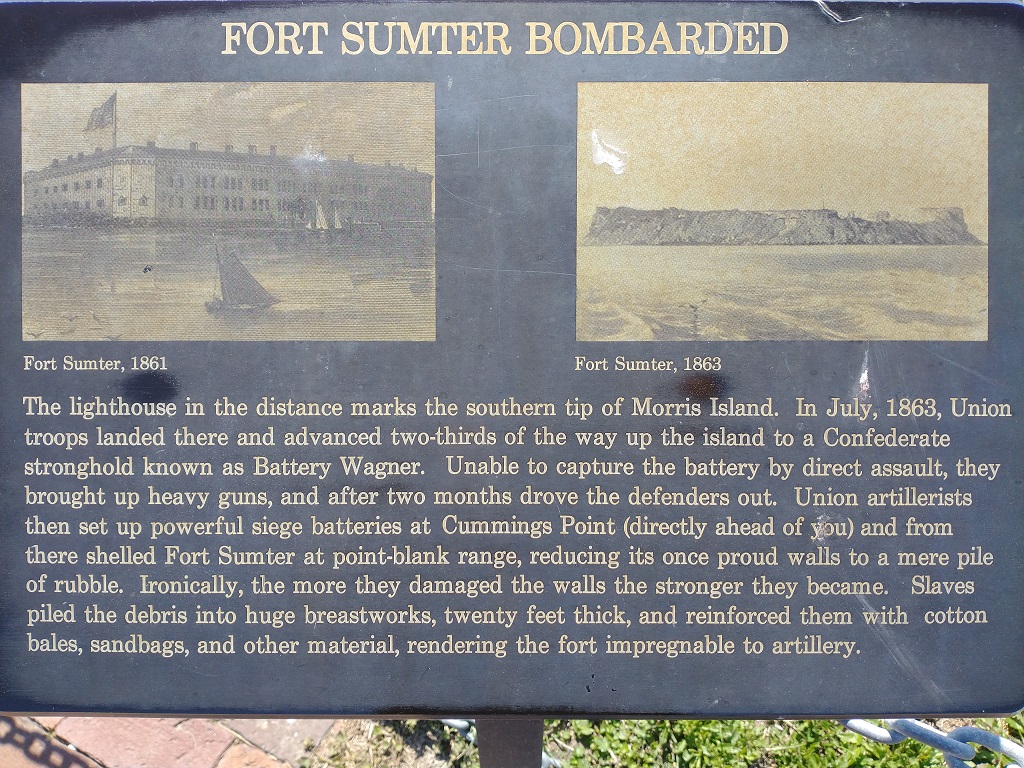 FORT SUMTER BOMBARDED
Fort Sumter, 1861
Fort Sumter, 1863
The lighthouse in the distance marks the southern tip of Morris Island. In July, 1863, Union
troops landed there and advanced two-thirds of the way up the island to a Confederate
stronghold known as Battery Wagner. Unable to capture the battery by direct assault, they
brought up heavy guns, and after two months drove the defenders out. Union artillerists
then set up powerful siege batteries at Cummings Point (directly ahead of you) and from
there shelled Fort Sumter at point-blank range, reducing its once proud walls to a mere pile
of rubble. Ironically, the more they damaged the walls the stronger they became. Slaves
piled the debris into huge breastworks, twenty feet thick, and reinforced them with cotton
bales, sandbags, and other material, rendering the fort impregnable to artillery.